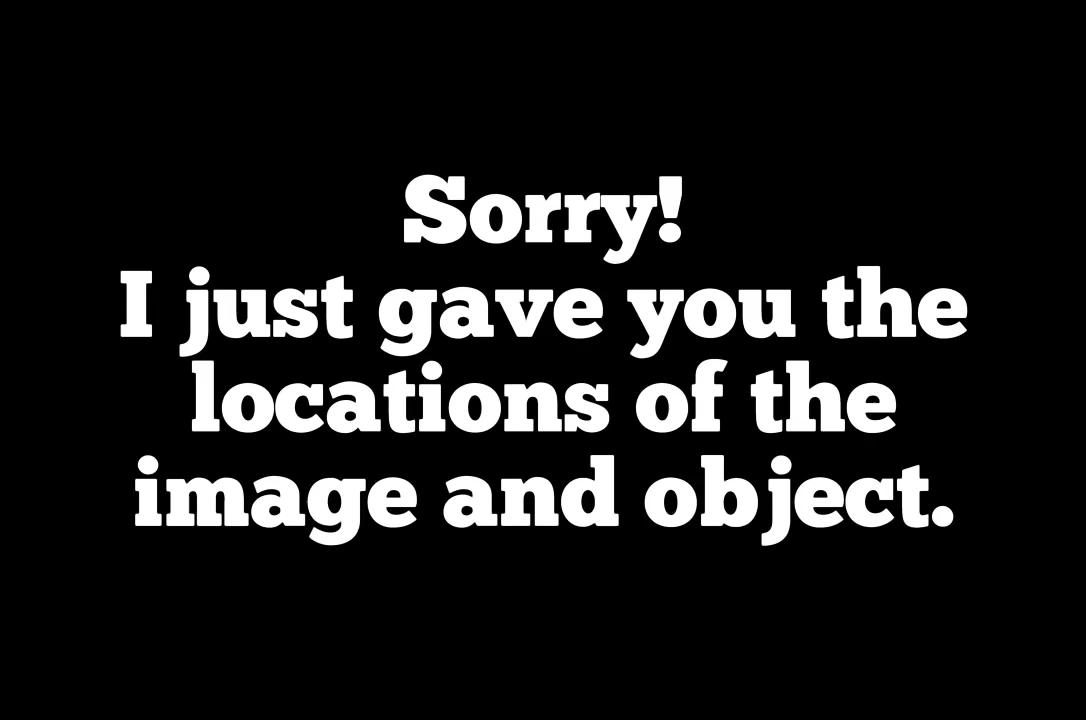 Sorry!
I just gave you the
locations of the
image and object.